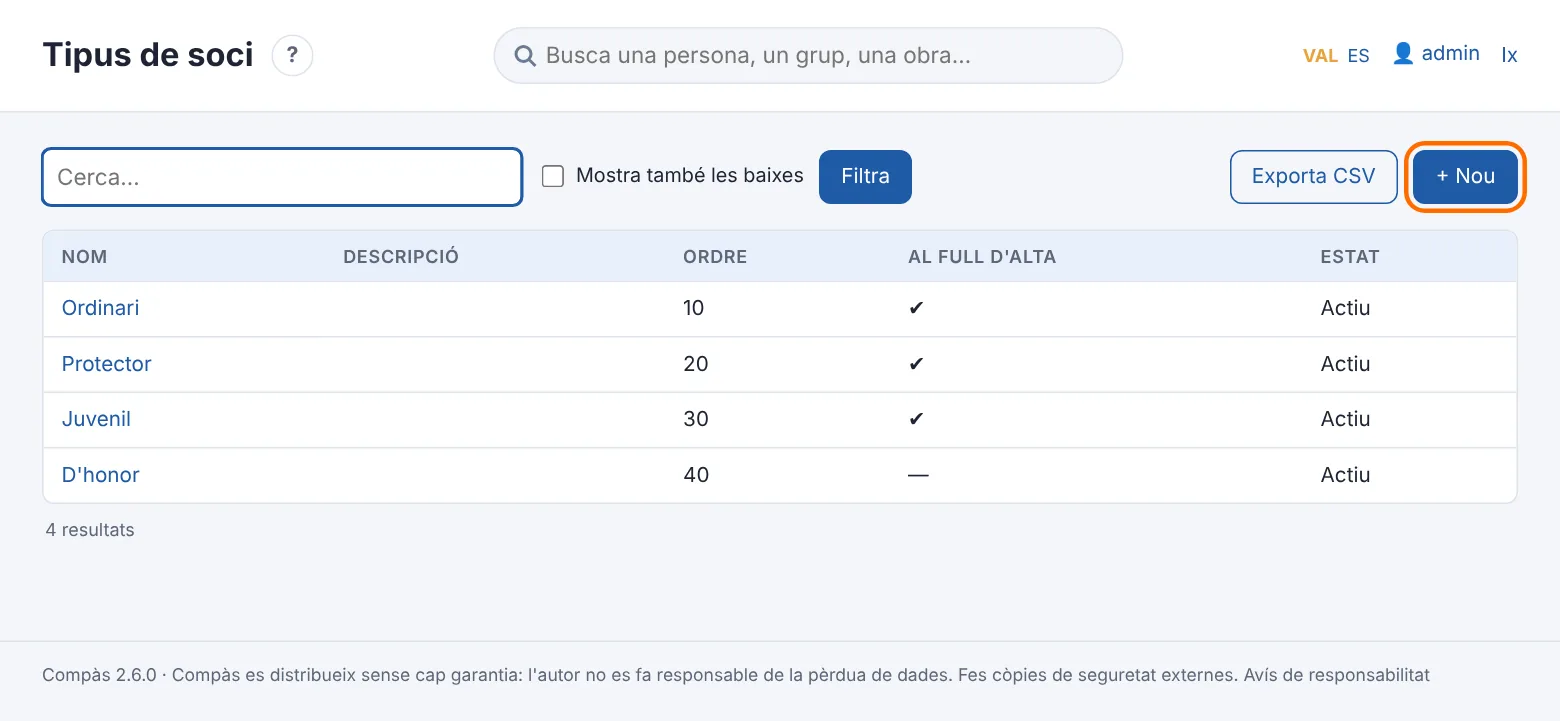 Tipus de soci ? Busca una persona, un grup, una obra... VAL ES admin Ix
Cerca... Mostra també les baixes Filtra Exporta CSV + Nou
NOM DESCRIPCIÓ ORDRE AL FULL D'ALTA ESTAT
Ordinari 10 ✔ Actiu
Protector 20 ✔ Actiu
Juvenil 30 ✔ Actiu
D'honor 40 — Actiu
4 resultats
Compàs 2.6.0 · Compàs es distribueix sense cap garantia: l'autor no es fa responsable de la pèrdua de dades. Fes còpies de seguretat externes. Avís de responsabilitat